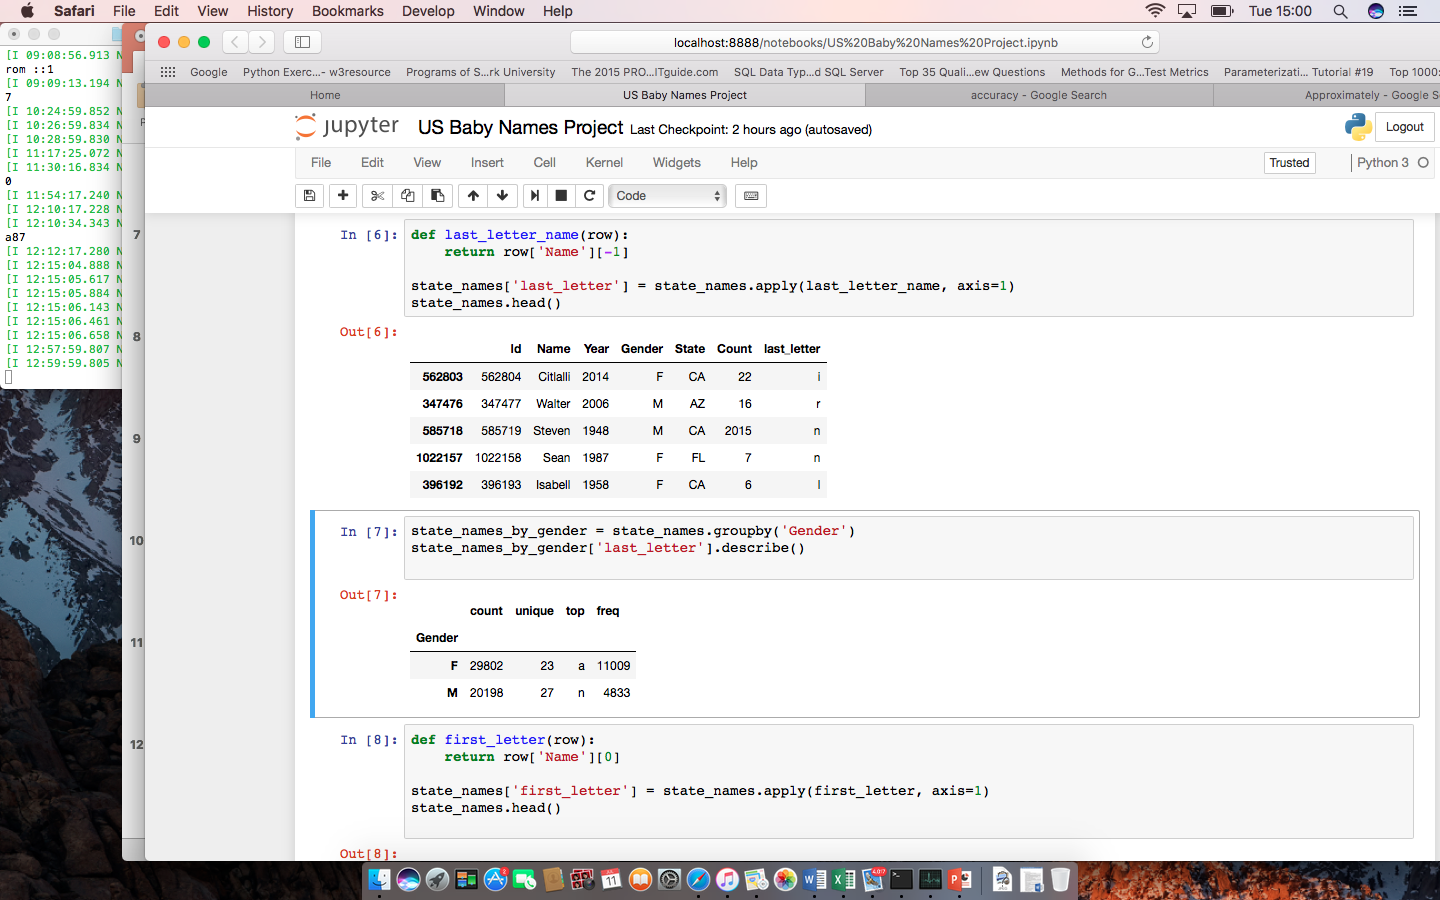 Safari File Edit View History Bookmarks Develop Window Help Tue 15:00
[I 09:08:56.913 N
rom ::1
[I 09:09:13.194 N
7
[I 10:24:59.852 N
[I 10:26:59.834 N
[I 10:28:59.830 N
[I 11:17:25.072 N
[I 11:30:16.834 N
0
[I 11:54:17.240 N
[I 12:10:17.228 N
[I 12:10:34.343 N
a87
[I 12:12:17.280 N
[I 12:15:04.888 N
[I 12:15:05.617 N
[I 12:15:05.884 N
[I 12:15:06.143 N
[I 12:15:06.461 N
[I 12:15:06.658 N
[I 12:57:59.807 N
[I 12:59:59.805 N
7
8
9
10
11
12
localhost:8888/notebooks/US%20Baby%20Names%20Project.ipynb
Google Python Exerc...- w3resource Programs of S...rk University The 2015 PRO...ITguide.com SQL Data Typ...d SQL Server Top 35 Quali...ew Questions Methods for G...Test Metrics Parameterizati... Tutorial #19 Top 1000:
Home US Baby Names Project accuracy - Google Search Approximately - Google S
jupyter US Baby Names Project Last Checkpoint: 2 hours ago (autosaved) Logout
File Edit View Insert Cell Kernel Widgets Help Trusted Python 3
Code
In [6]: def last_letter_name(row):
return row['Name'][-1]
state_names['last_letter'] = state_names.apply(last_letter_name, axis=1)
state_names.head()
Out[6]:
Id Name Year Gender State Count last_letter
562803 562804 Citlalli 2014 F CA 22 i
347476 347477 Walter 2006 M AZ 16 r
585718 585719 Steven 1948 M CA 2015 n
1022157 1022158 Sean 1987 F FL 7 n
396192 396193 Isabell 1958 F CA 6 l
In [7]: state_names_by_gender = state_names.groupby('Gender')
state_names_by_gender['last_letter'].describe()
Out[7]:
count unique top freq
Gender
F 29802 23 a 11009
M 20198 27 n 4833
In [8]: def first_letter(row):
return row['Name'][0]
state_names['first_letter'] = state_names.apply(first_letter, axis=1)
state_names.head()
Out[8]: